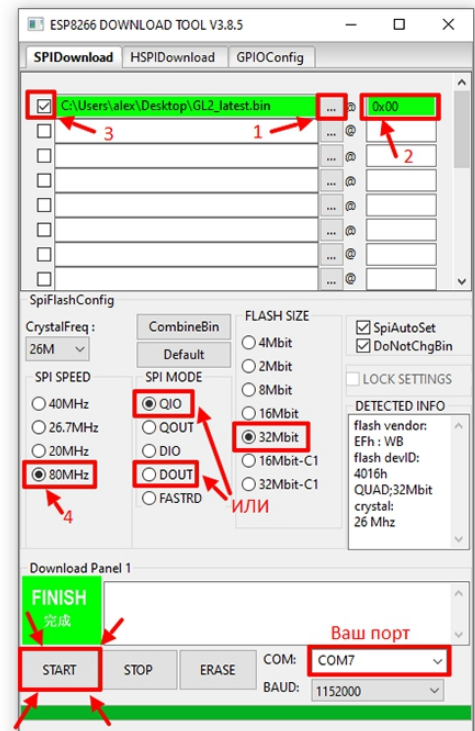 ESP8266 DOWNLOAD TOOL V3.8.5
SPIDownload HSPIDownload GPIOConfig
C:\Users\alex\Desktop\GL2_latest.bin ... @ 0x00
3 1 ... @
2
... @
... @
... @
... @
... @
... @
SpiFlashConfig
CrystalFreq :
26M
CombineBin
Default
SPI SPEED
40MHz
26.7MHz
20MHz
80MHz
4
SPI MODE
QIO
QOUT
DIO
DOUT
FASTRD
ИЛИ
FLASH SIZE
4Mbit
2Mbit
8Mbit
16Mbit
32Mbit
16Mbit-C1
32Mbit-C1
SpiAutoSet
DoNotChgBin
LOCK SETTINGS
DETECTED INFO
flash vendor:
EFh : WB
flash devID:
4016h
QUAD;32Mbit
crystal:
26 Mhz
Download Panel 1
FINISH
完成
Ваш порт
START STOP ERASE
COM: COM7
BAUD: 1152000